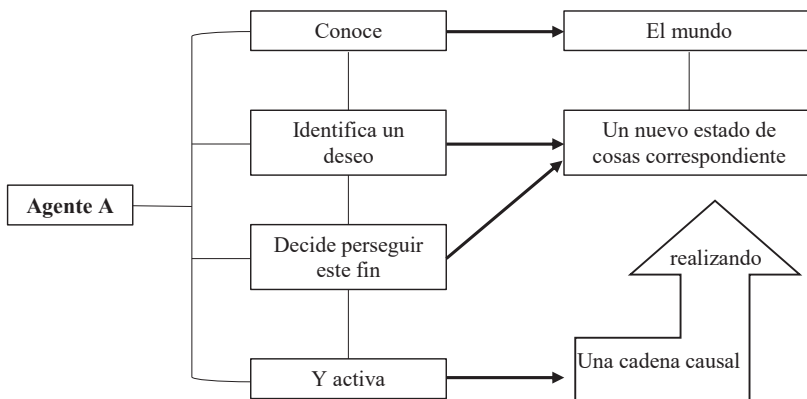 Conoce
El mundo
Identifica un
deseo
Un nuevo estado de
cosas correspondiente
Agente A
Decide perseguir
este fin
realizando
Y activa
Una cadena causal